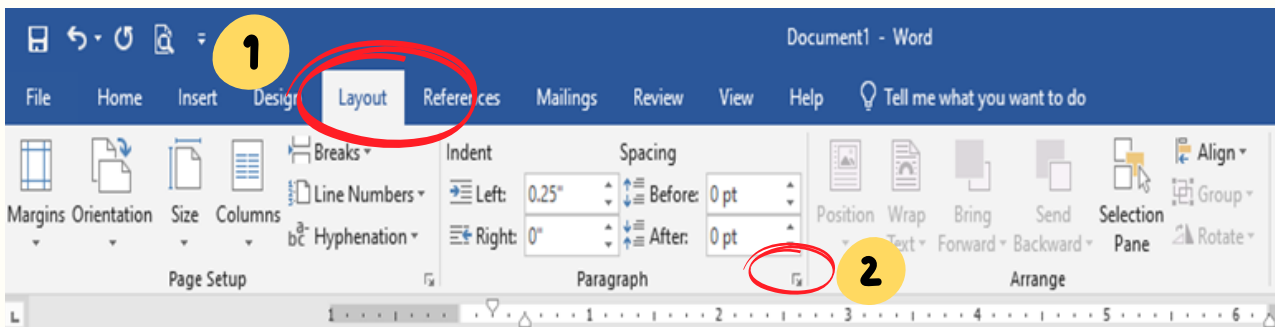 1
Document1 - Word
File Home Insert Design Layout References Mailings Review View Help Tell me what you want to do
Breaks Indent Spacing Align
Line Numbers Left: 0.25" Before: 0 pt Group
Margins Orientation Size Columns Position Wrap Text Bring Forward Send Backward Selection Pane
Hyphenation Right: 0" After: 0 pt Rotate
2
Page Setup Paragraph Arrange
L 1 1 2 3 4 5 6